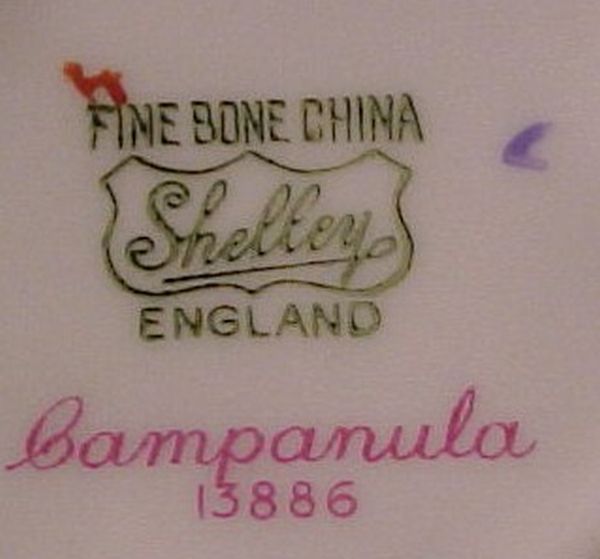 FINE BONE CHINA
Shelley
ENGLAND
Campanula
13886